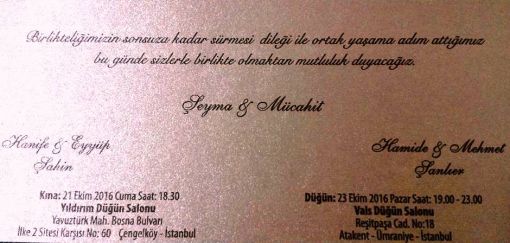 Birlikteliğimizin sonsuza kadar sürmesi dileği ile ortak yaşama adım attığımız
bu günde sizlerle birlikte olmaktan mutluluk duyacağız.
Şeyma & Mücahit
Hanife & Eyyüp
Şahin
Hamide & Mehmet
Şanlıer
Kına: 21 Ekim 2016 Cuma Saat: 18.30
Yıldırım Düğün Salonu
Yavuztürk Mah. Bosna Bulvarı
İlke 2 Sitesi Karşısı No: 60 Çengelköy - İstanbul
Düğün: 23 Ekim 2016 Pazar Saat: 19.00 - 23.00
Vals Düğün Salonu
Reşitpaşa Cad. No:18
Atakent - Ümraniye - İstanbul